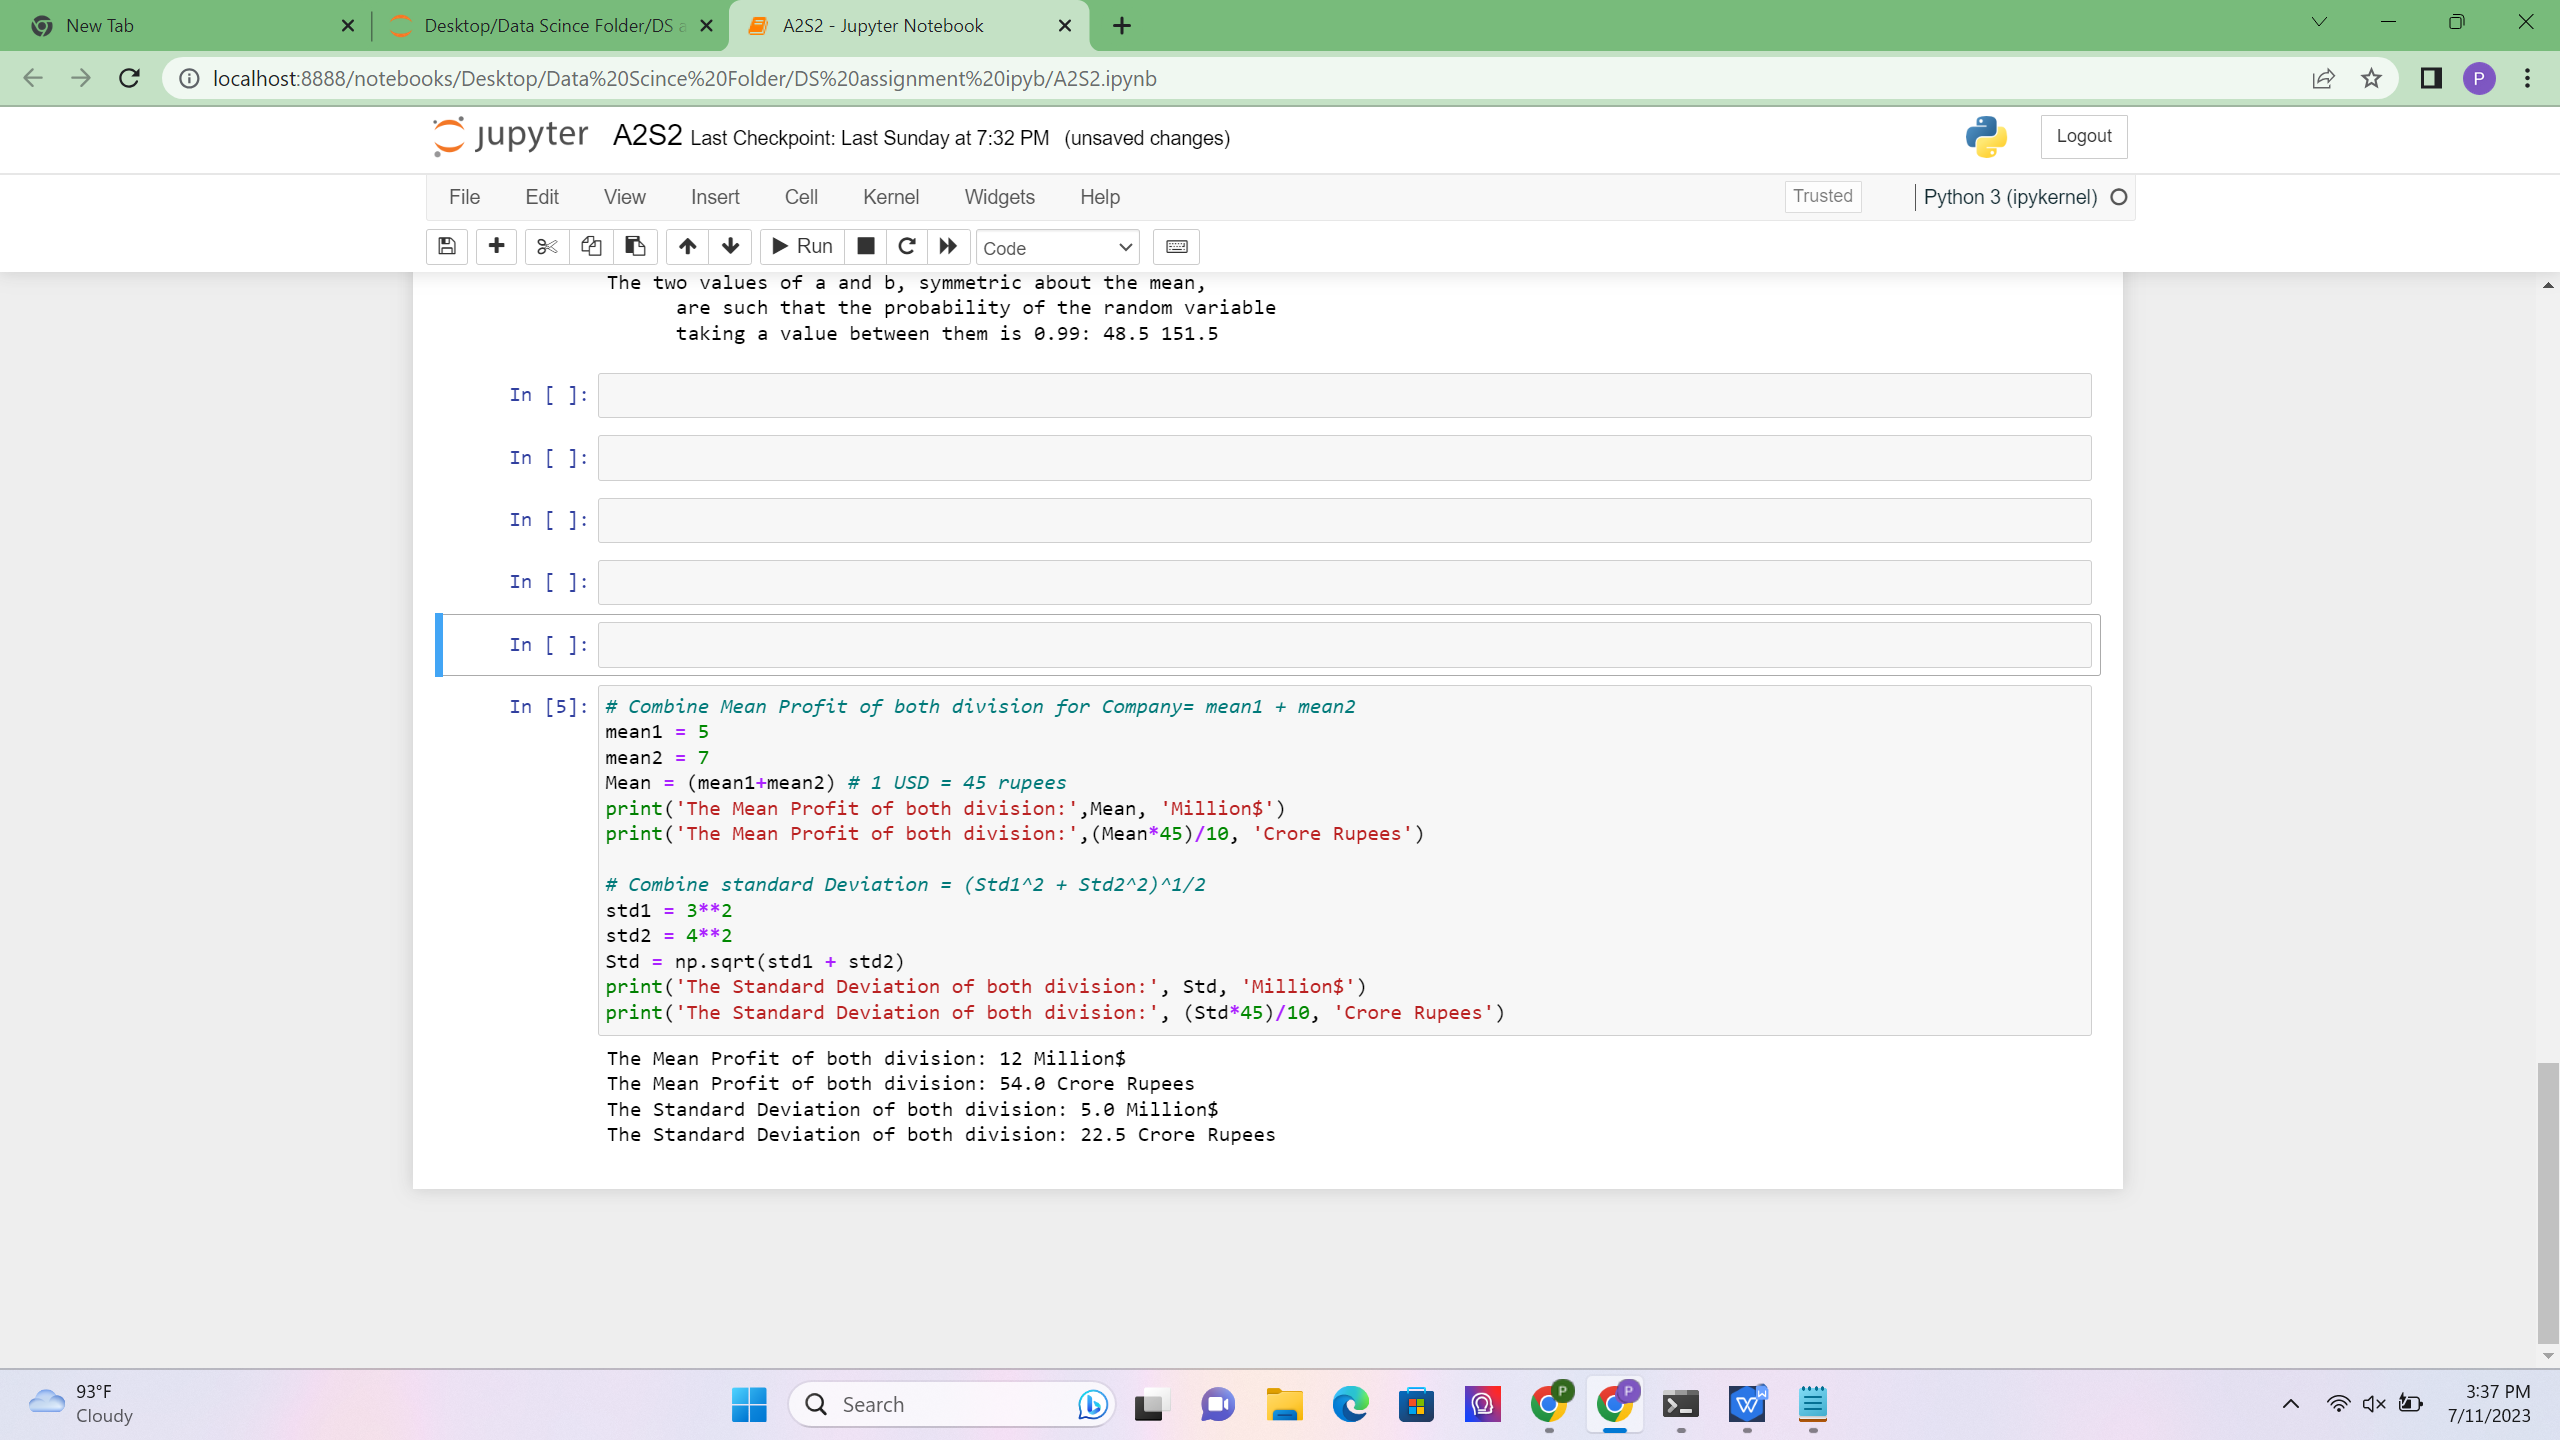 New Tab
Desktop/Data Scince Folder/DS a
A2S2 - Jupyter Notebook
localhost:8888/notebooks/Desktop/Data%20Scince%20Folder/DS%20assignment%20ipyb/A2S2.ipynb
P
jupyter A2S2 Last Checkpoint: Last Sunday at 7:32 PM (unsaved changes)
Logout
File Edit View Insert Cell Kernel Widgets Help
Trusted
Python 3 (ipykernel)
Run
Code
The two values of a and b, symmetric about the mean,
are such that the probability of the random variable
taking a value between them is 0.99: 48.5 151.5
In [ ]:
In [ ]:
In [ ]:
In [ ]:
In [ ]:
In [5]:
# Combine Mean Profit of both division for Company= mean1 + mean2
mean1 = 5
mean2 = 7
Mean = (mean1+mean2) # 1 USD = 45 rupees
print('The Mean Profit of both division:',Mean, 'Million$')
print('The Mean Profit of both division:',(Mean*45)/10, 'Crore Rupees')
# Combine standard Deviation = (Std1^2 + Std2^2)^1/2
std1 = 3**2
std2 = 4**2
Std = np.sqrt(std1 + std2)
print('The Standard Deviation of both division:', Std, 'Million$')
print('The Standard Deviation of both division:', (Std*45)/10, 'Crore Rupees')
The Mean Profit of both division: 12 Million$
The Mean Profit of both division: 54.0 Crore Rupees
The Standard Deviation of both division: 5.0 Million$
The Standard Deviation of both division: 22.5 Crore Rupees
93°F
Cloudy
Search
P
P
W
W
3:37 PM
7/11/2023